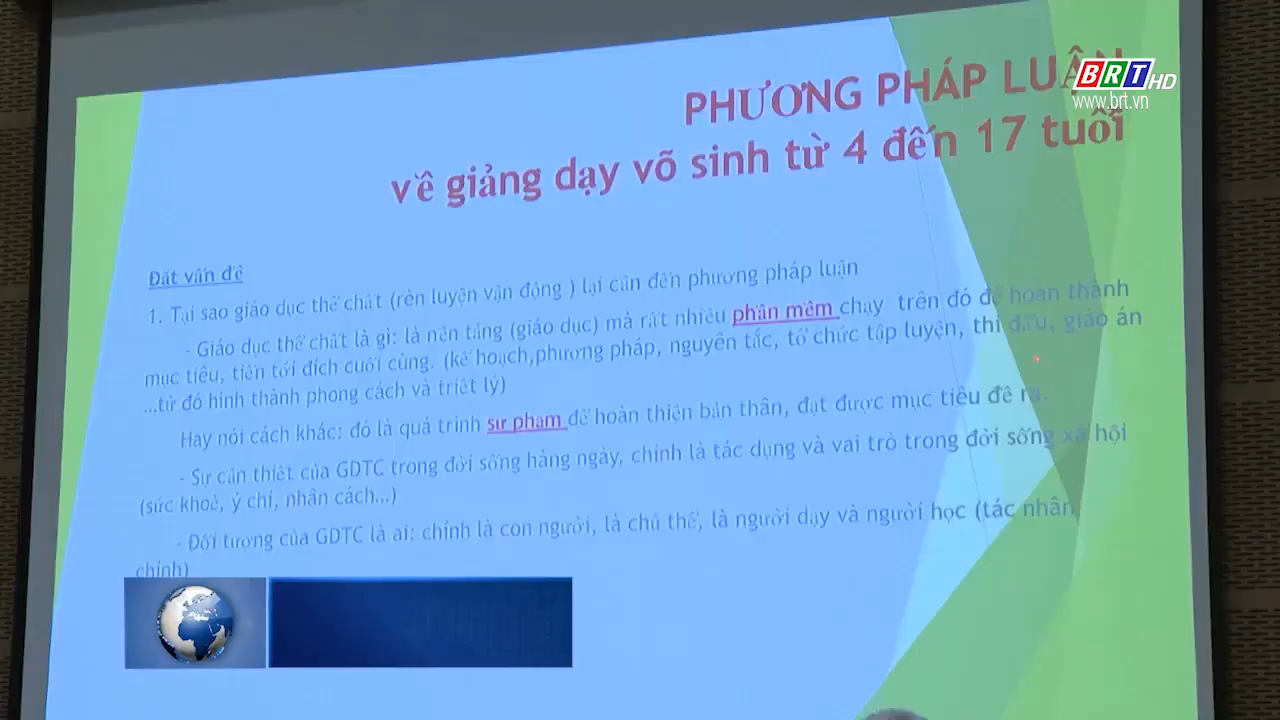 PHƯƠNG PHÁP LUẬN
về giảng dạy võ sinh từ 4 đến 17 tuổi
BRT HD
www.brt.vn
Đặt vấn đề
1. Tại sao giáo dục thể chất (rèn luyện vận động ) lại cần đến phương pháp luận
- Giáo dục thể chất là gì: là nền tảng (giáo dục) mà rất nhiều phần mềm chạy trên đó để hoàn thành
mục tiêu, tiến tới đích cuối cùng. (kế hoạch,phương pháp, nguyên tắc, tổ chức tập luyện, thi đấu, giáo án
...từ đó hình thành phong cách và triết lý)
Hay nói cách khác: đó là quá trình sư phạm để hoàn thiện bản thân, đạt được mục tiêu đề ra.
- Sự cần thiết của GDTC trong đời sống hàng ngày, chính là tác dụng và vai trò trong đời sống xã hội
(sức khoẻ, ý chí, nhân cách...)
- Đối tượng của GDTC là ai: chính là con người, là chủ thể, là người dạy và người học (tác nhân
chính)